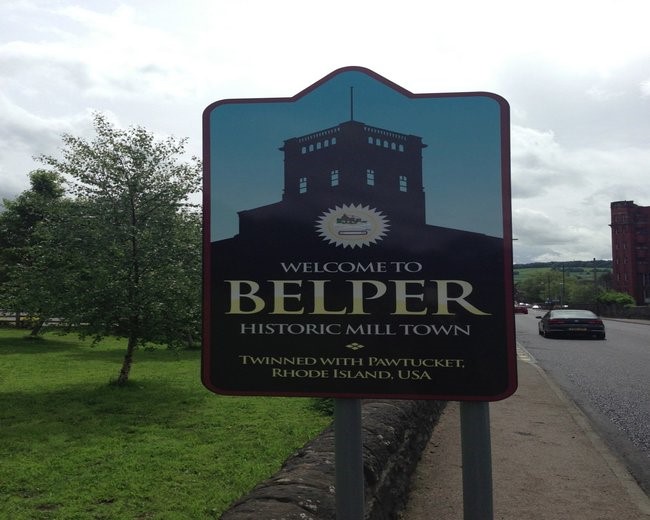 WELCOME TO
BELPER
HISTORIC MILL TOWN
TWINNED WITH PAWTUCKET,
RHODE ISLAND, USA